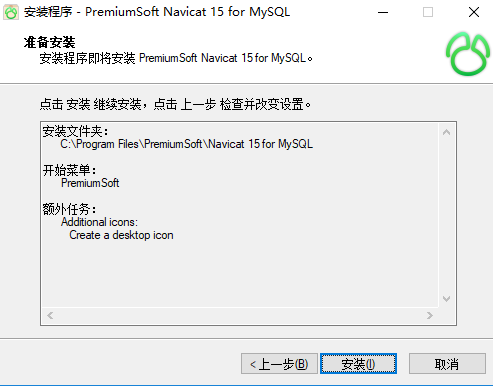 安装程序 - PremiumSoft Navicat 15 for MySQL
准备安装
安装程序即将安装 PremiumSoft Navicat 15 for MySQL。
点击 安装 继续安装，点击 上一步 检查并改变设置。
安装文件夹：
C:\Program Files\PremiumSoft\Navicat 15 for MySQL
开始菜单：
PremiumSoft
额外任务：
Additional icons:
Create a desktop icon
< 上一步(B) 安装(I) 取消